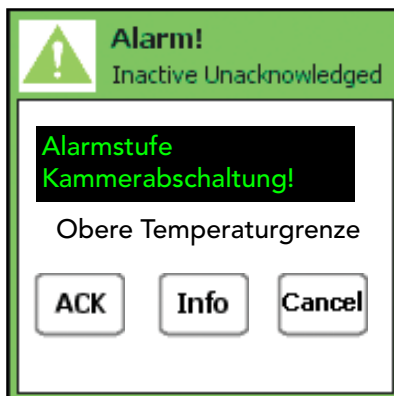 Alarm!
Inactive Unacknowledged
Alarmstufe
Kammerabschaltung!
Obere Temperaturgrenze
ACK
Info
Cancel